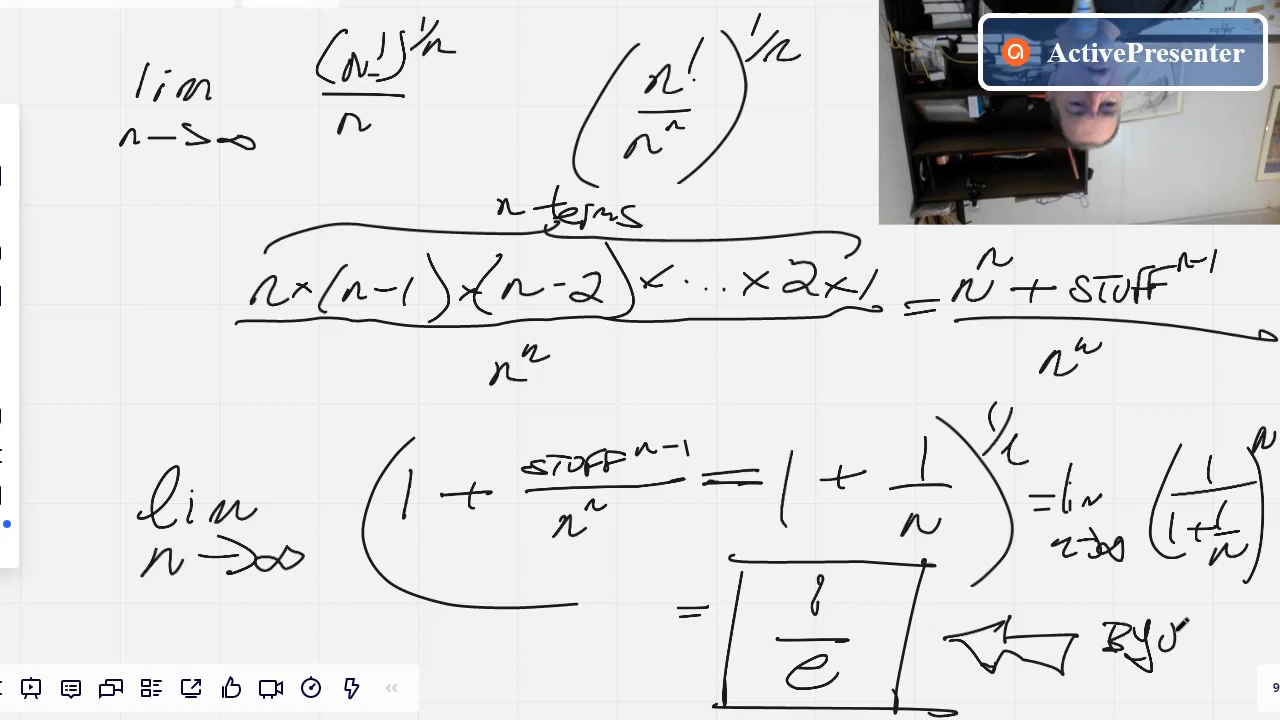 ActivePresenter
lim n->∞ (n!)^1/n / n
(n! / n^n)^1/n
n terms
n×(n-1)×(n-2)×...×2×1 / n^n = n^n + STUFF^n-1 / n^n
lim n→∞ (1 + STUFF^n-1 / n^n = 1 + 1/n)^1/n = lim n→∞ (1 / 1+1/n)^n
= 1/e